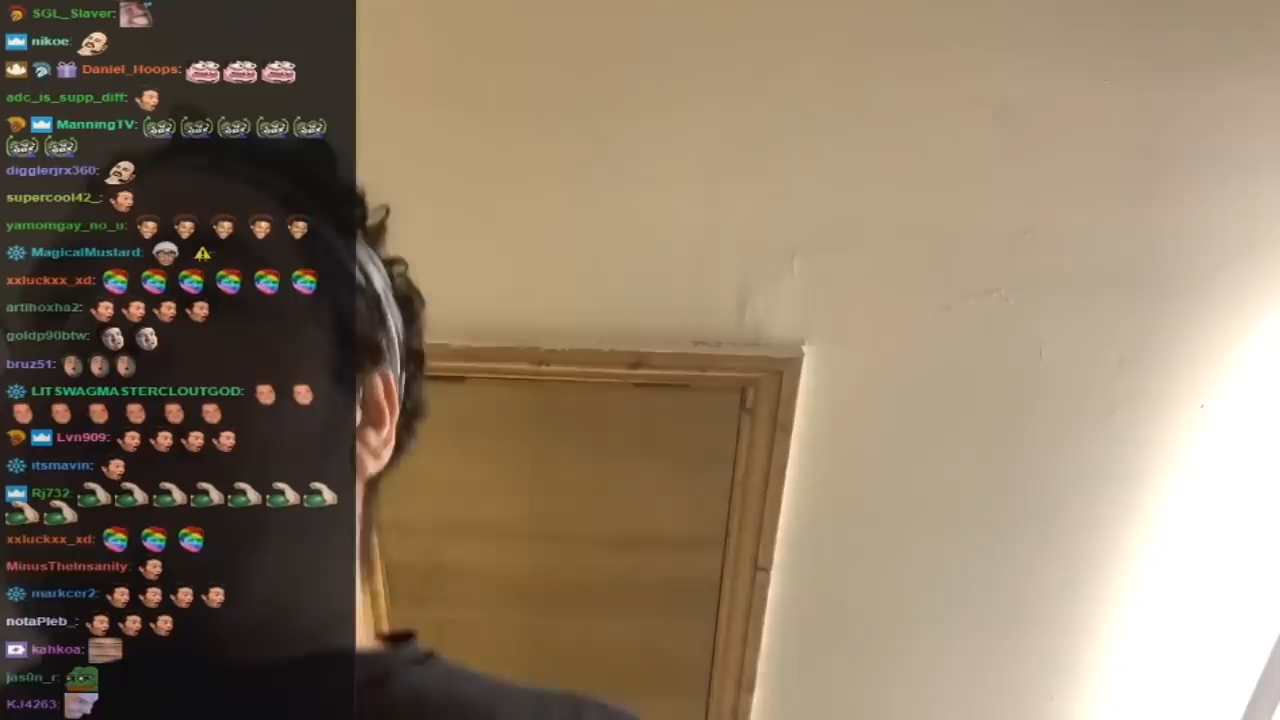 SGL_Slaver:
nikoe:
Daniel_Hoops:
adc_is_supp_diff:
ManningTV:
digglerjrx360:
supercool42_:
yamomgay_no_u:
MagicalMustard:
xxluckxx_xd:
artihoxha2:
goldp90btw:
bruz51:
LITSWAGMASTERCLOUTGOD:
Lvn909:
itsmavin:
Rj732:
xxluckxx_xd:
MinusTheInsanity:
markcer2:
notaPleb_:
kahkoa:
jas0n_r:
KJ4263: